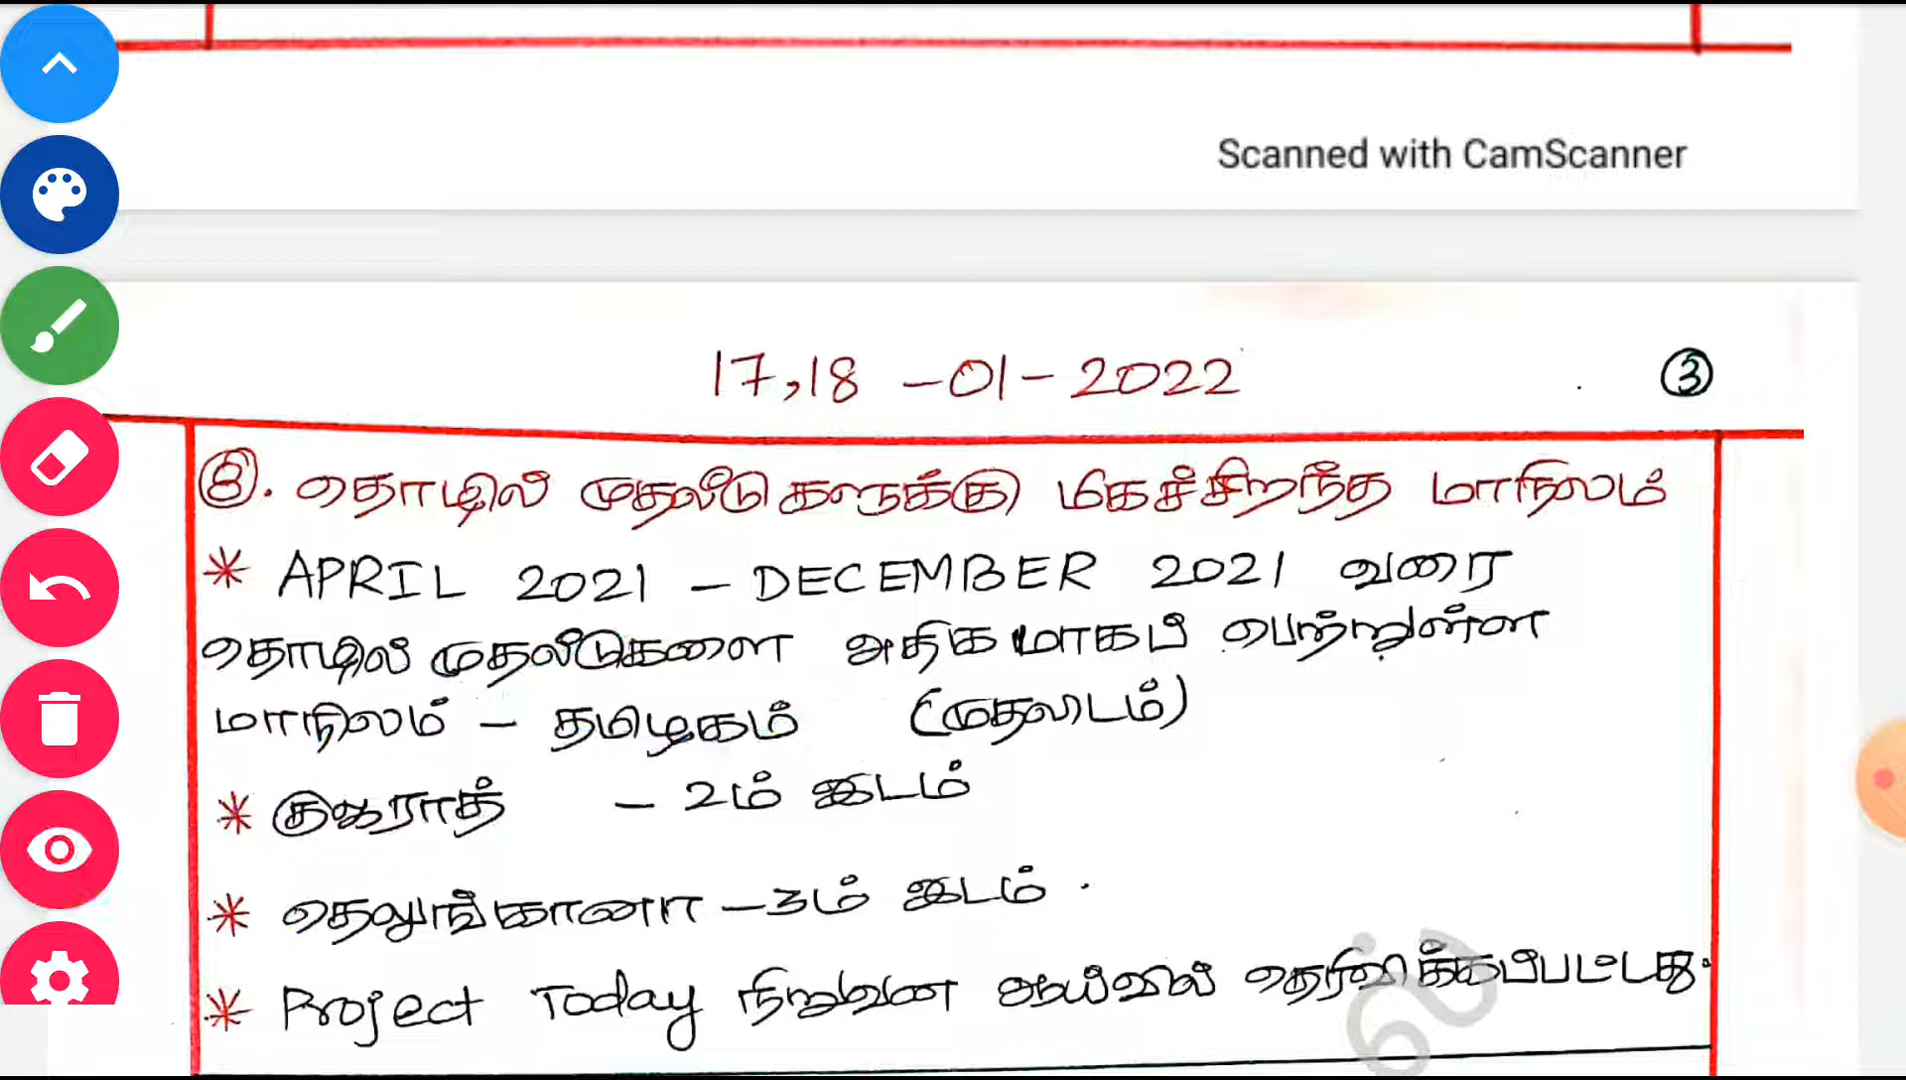 Scanned with CamScanner
17,18 -01-2022
3
8. தொழில் முதலீடுகளுக்கு மிகச்சிறந்த மாநிலம்
* APRIL 2021 - DECEMBER 2021 வரை
தொழில் முதலீடுகளை அதிகமாகப் பெற்றுள்ள
மாநிலம் - தமிழகம் (முதலிடம்)
* குஜராத் - 2ம் இடம்
* தெலுங்கானா - 3ம் இடம்.
* Project Today நிறுவன ஆய்வில் தெரிவிக்கப்பட்டது.